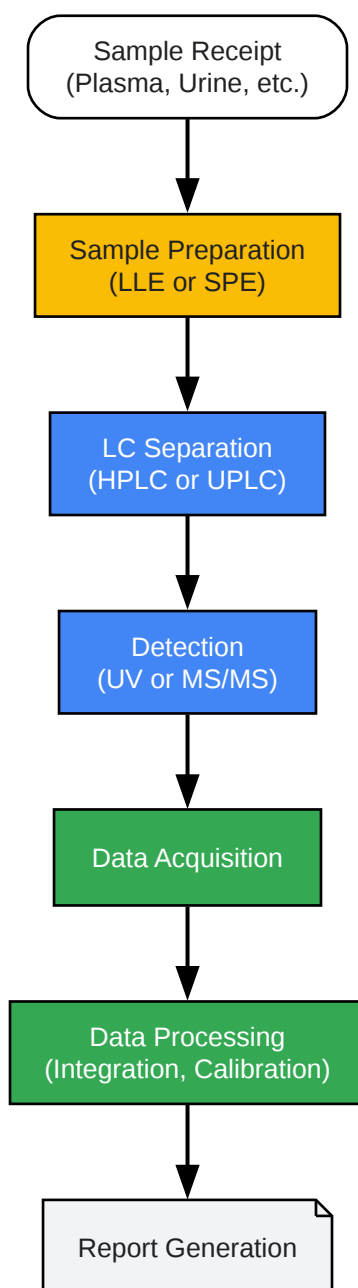 Sample Receipt
(Plasma, Urine, etc.)
Sample Preparation
(LLE or SPE)
LC Separation
(HPLC or UPLC)
Detection
(UV or MS/MS)
Data Acquisition
Data Processing
(Integration, Calibration)
Report Generation